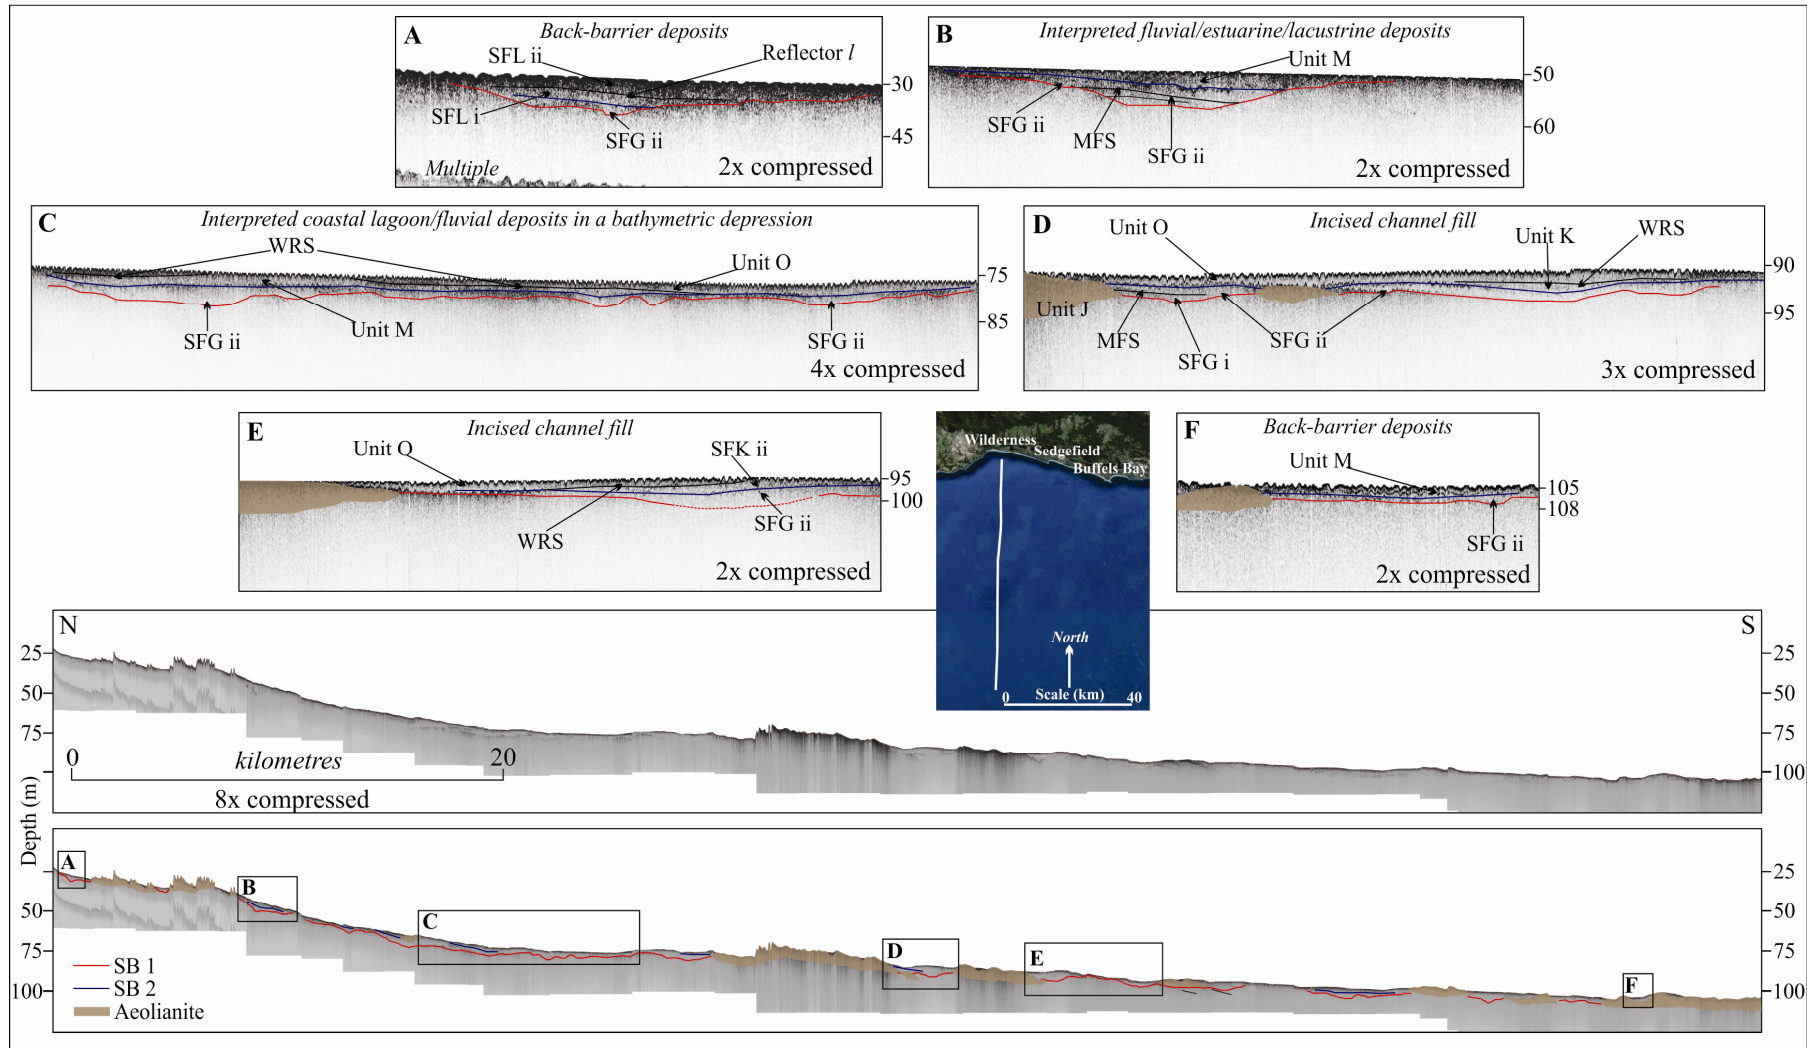 A
Back-barrier deposits
SFL ii
Reflector l
SFL i
SFG ii
Multiple
2x compressed
30
45
B
Interpreted fluvial/estuarine/lacustrine deposits
Unit M
SFG ii
MFS
SFG ii
2x compressed
50
60
C
Interpreted coastal lagoon/fluvial deposits in a bathymetric depression
WRS
Unit O
SFG ii
Unit M
SFG ii
4x compressed
75
85
D
Incised channel fill
Unit O
Unit K
WRS
Unit J
MFS
SFG i
SFG ii
3x compressed
90
95
E
Incised channel fill
Unit O
SFK ii
WRS
SFG ii
2x compressed
95
100
Wilderness
Sedgefield
Buffels Bay
North
0
Scale (km)
40
F
Back-barrier deposits
Unit M
SFG ii
2x compressed
105
108
N
S
25
50
75
0
kilometres
20
8x compressed
25
50
75
100
Depth (m)
A
B
C
D
E
F
50
75
100
SB 1
SB 2
Aeolianite
25
50
75
100